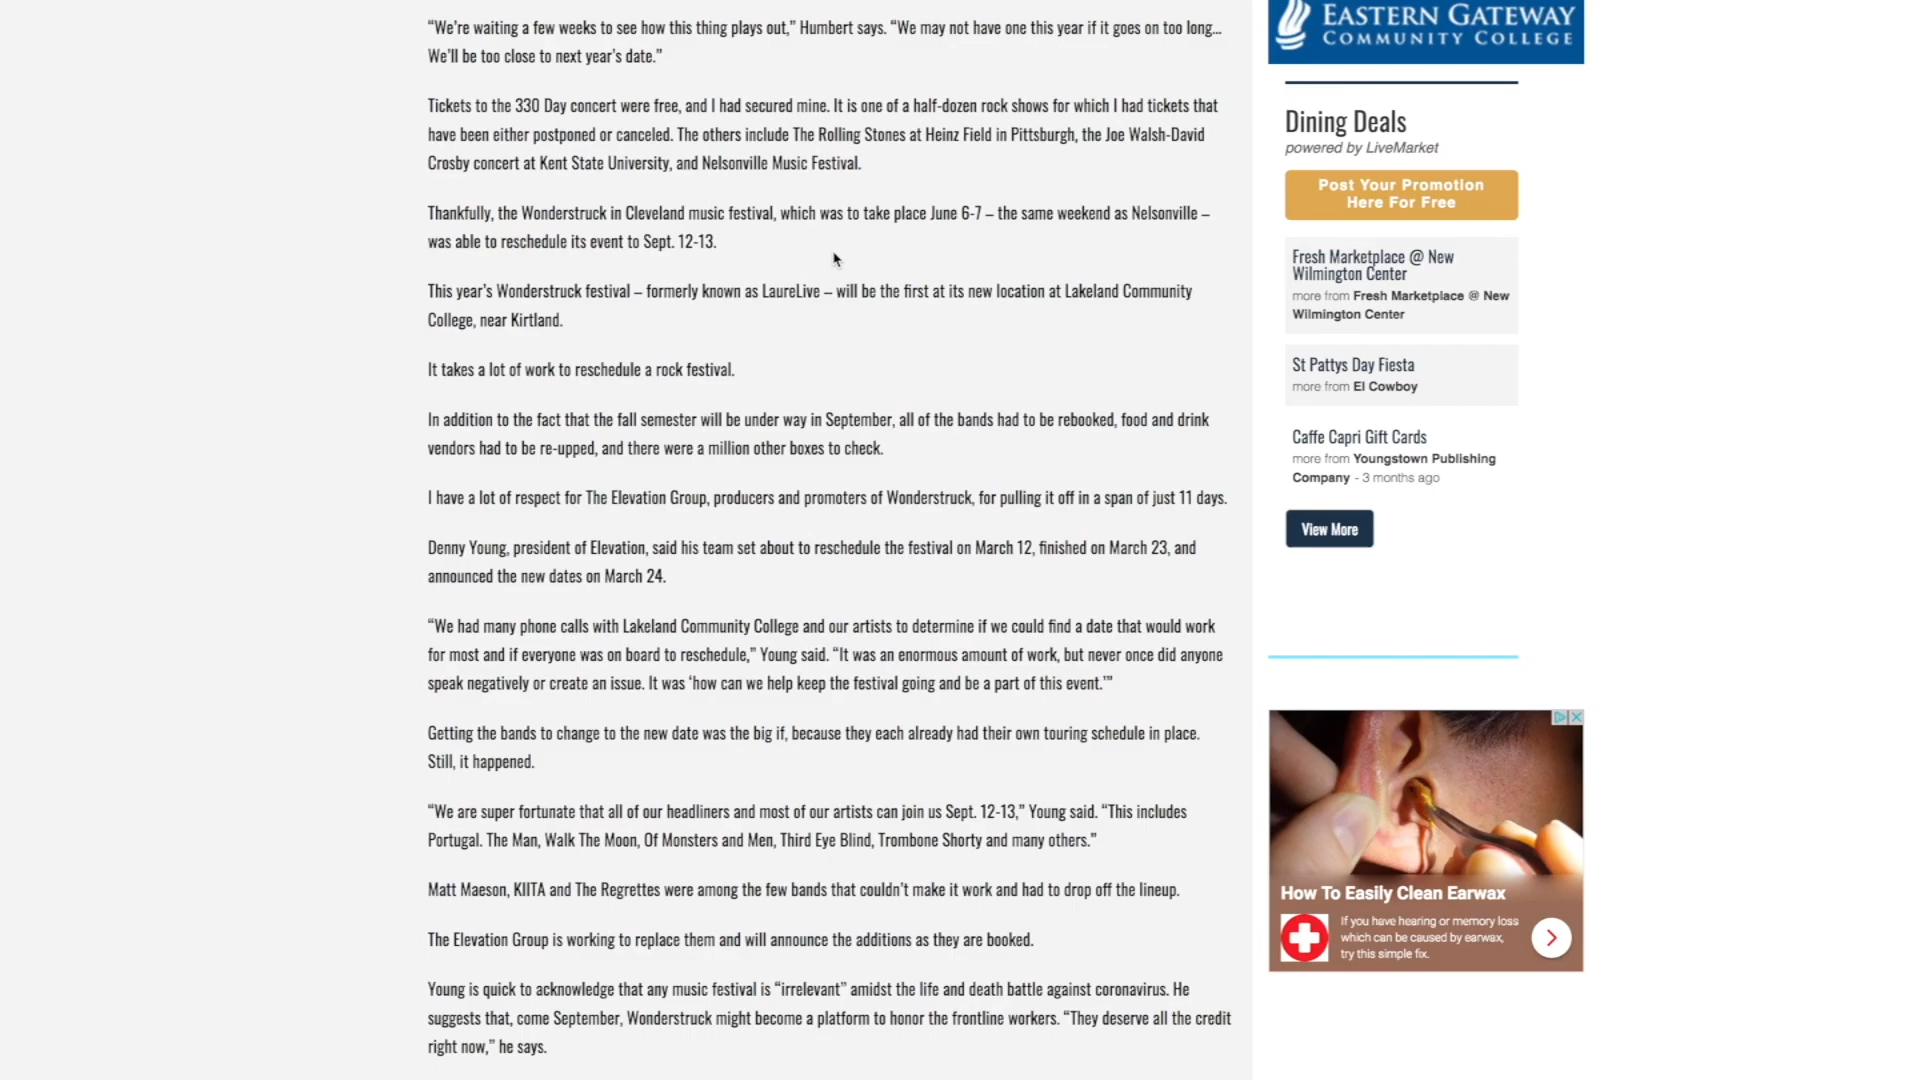 “We’re waiting a few weeks to see how this thing plays out,” Humbert says. “We may not have one this year if it goes on too long…
We’ll be too close to next year’s date.”
Tickets to the 330 Day concert were free, and I had secured mine. It is one of a half-dozen rock shows for which I had tickets that
have been either postponed or canceled. The others include The Rolling Stones at Heinz Field in Pittsburgh, the Joe Walsh-David
Crosby concert at Kent State University, and Nelsonville Music Festival.
Thankfully, the Wonderstruck in Cleveland music festival, which was to take place June 6-7 – the same weekend as Nelsonville –
was able to reschedule its event to Sept. 12-13.
This year’s Wonderstruck festival – formerly known as LaureLive – will be the first at its new location at Lakeland Community
College, near Kirtland.
It takes a lot of work to reschedule a rock festival.
In addition to the fact that the fall semester will be under way in September, all of the bands had to be rebooked, food and drink
vendors had to be re-upped, and there were a million other boxes to check.
I have a lot of respect for The Elevation Group, producers and promoters of Wonderstruck, for pulling it off in a span of just 11 days.
Denny Young, president of Elevation, said his team set about to reschedule the festival on March 12, finished on March 23, and
announced the new dates on March 24.
“We had many phone calls with Lakeland Community College and our artists to determine if we could find a date that would work
for most and if everyone was on board to reschedule,” Young said. “It was an enormous amount of work, but never once did anyone
speak negatively or create an issue. It was ‘how can we help keep the festival going and be a part of this event.’”
Getting the bands to change to the new date was the big if, because they each already had their own touring schedule in place.
Still, it happened.
“We are super fortunate that all of our headliners and most of our artists can join us Sept. 12-13,” Young said. “This includes
Portugal. The Man, Walk The Moon, Of Monsters and Men, Third Eye Blind, Trombone Shorty and many others.”
Matt Maeson, KIITA and The Regrettes were among the few bands that couldn’t make it work and had to drop off the lineup.
The Elevation Group is working to replace them and will announce the additions as they are booked.
Young is quick to acknowledge that any music festival is “irrelevant” amidst the life and death battle against coronavirus. He
suggests that, come September, Wonderstruck might become a platform to honor the frontline workers. “They deserve all the credit
right now,” he says.
EASTERN GATEWAY
COMMUNITY COLLEGE
Dining Deals
powered by LiveMarket
Post Your Promotion
Here For Free
Fresh Marketplace @ New
Wilmington Center
more from Fresh Marketplace @ New
Wilmington Center
St Pattys Day Fiesta
more from El Cowboy
Caffe Capri Gift Cards
more from Youngstown Publishing
Company - 3 months ago
View More
How To Easily Clean Earwax
If you have hearing or memory loss
which can be caused by earwax,
try this simple fix.